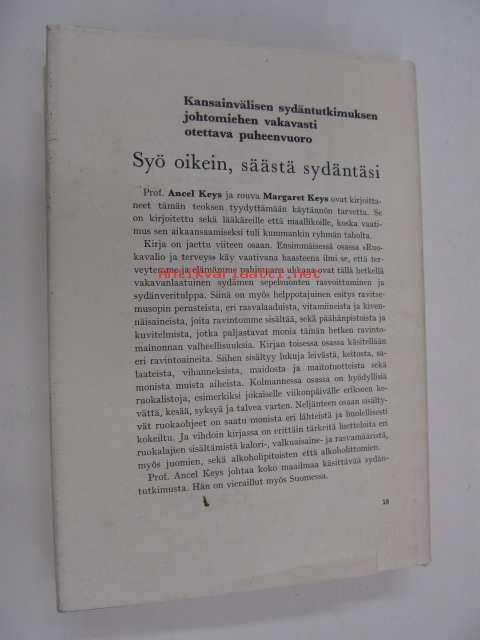 Kansainvälisen sydäntutkimuksen
johtomiehen vakavasti
otettava puheenvuoro
Syö oikein, säästä sydäntäsi
Prof. Ancel Keys ja rouva Margaret Keys ovat kirjoitta-
neet tämän teoksen tyydyttämään käytännön tarvetta. Se
on kirjoitettu sekä lääkäreille että maallikoille, koska vaati-
mus sen aikaansaamiseksi tuli kummankin ryhmän taholta.
Kirja on jaettu viiteen osaan. Ensimmäisessä osassa «Ruo-
kavalio ja terveys» käy vaativana haasteena ilmi se, että ter-
veytemme ja elämämme pahimpana uhkana ovat tällä hetkellä
vakavanlaatuinen sydämen sepelsuonten rasvoittuminen ja
sydänveritulppa. Siinä on myös helppotajuinen esitys ravitse-
musopin perusteista, eri rasvalaaduista, vitamiineista ja kiven-
näisaineista, joita ravintomme sisältää, sekä päähänpistoista ja
kuvitelmista, jotka paljastavat monia tämän hetken ravinto-
mainonnan valheellisuuksia. Kirjan toisessa osassa käsitellään
eri ravintoaineita. Siihen sisältyy lukuja leivästä, keitosta, sa-
laateista, vihanneksista, maidosta ja maitotuotteista sekä
monista muista aiheista. Kolmannessa osassa on hyödyllisiä
ruokalistoja, esimerkiksi jokaiselle viikonpäivälle erikseen ke-
vättä, kesää, syksyä ja talvea varten. Neljänteen osaan sisälty-
vät ruokaohjeet on saatu monista eri lähteistä ja huolellisesti
kokeiltu. Ja vihdoin kirjassa on erittäin tärkeitä luetteloita eri
ruokalajien sisältämistä kalori-, valkuaisaine- ja rasvamääristä,
myös juomien, sekä alkoholipitoisten että alkoholittomien.
Prof. Ancel Keys johtaa koko maailmaa käsittävää sydän-
tutkimusta. Hän on vieraillut myös Suomessa.
18
Antikvariaatti.net